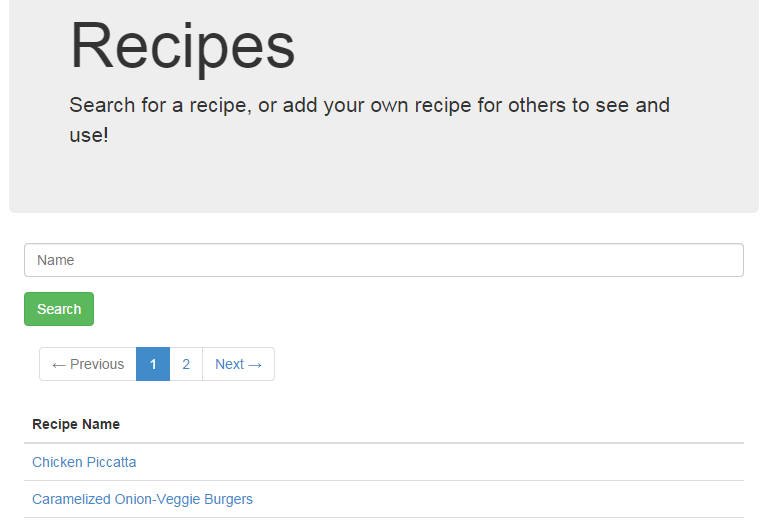 Recipes
Search for a recipe, or add your own recipe for others to see and
use!
Name
Search
← Previous 1 2 Next →
Recipe Name
Chicken Piccatta
Caramelized Onion-Veggie Burgers